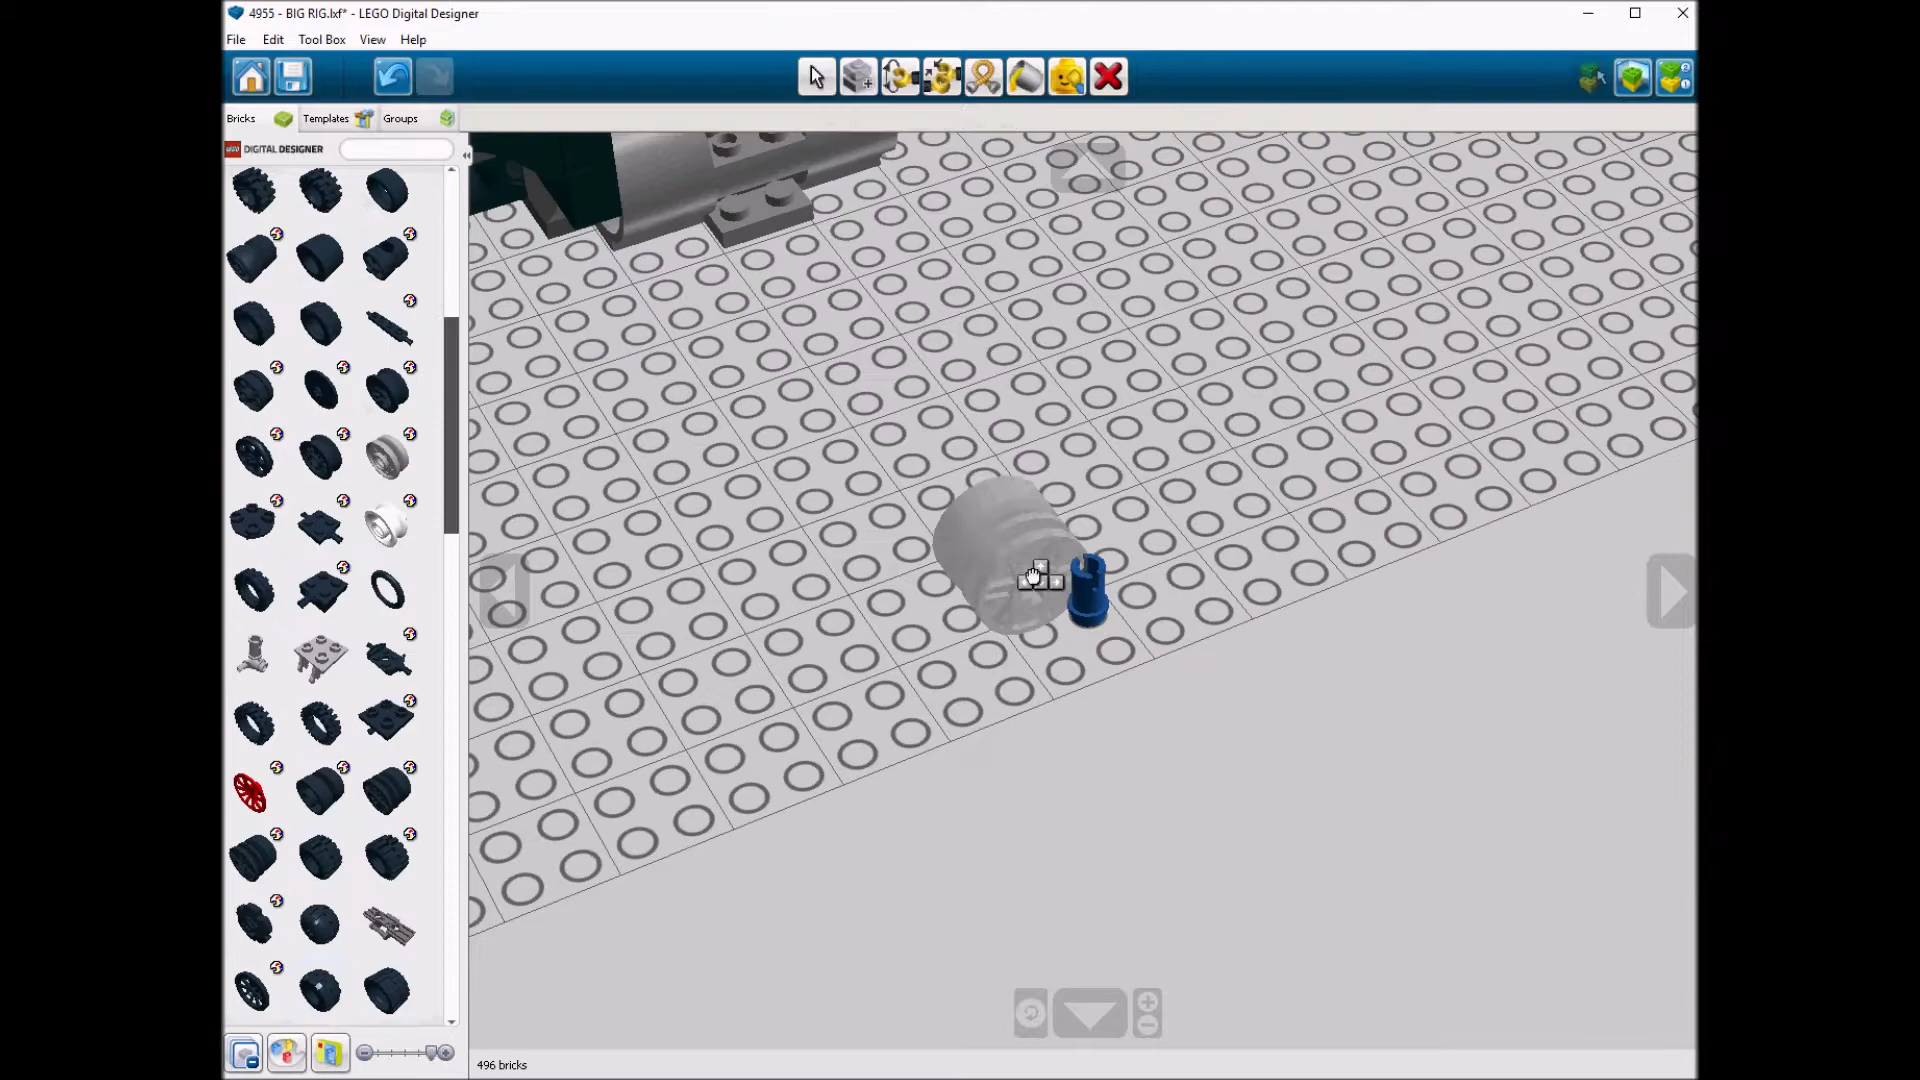 4955 - BIG RIG.lxf* - LEGO Digital Designer
File Edit Tool Box View Help
Bricks Templates Groups
LEGO DIGITAL DESIGNER
496 bricks